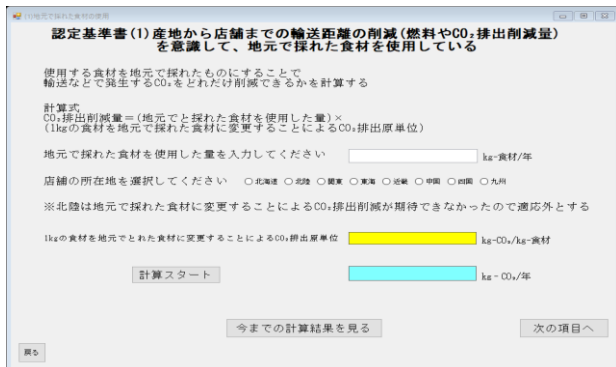 (1)地元で採れた食材の使用
認定基準書(1)産地から店舗までの輸送距離の削減(燃料やCO₂排出削減量)
を意識して、地元で採れた食材を使用している
使用する食材を地元で採れたものにすることで
輸送などで発生するCO₂をどれだけ削減できるかを計算する
計算式
CO₂排出削減量＝(地元でと採れた食材を使用した量)×
(1kgの食材を地元で採れた食材に変更することによるCO₂排出原単位)
地元で採れた食材を使用した量を入力してください kg-食材/年
店舗の所在地を選択してください ○北海道 ○北陸 ○関東 ○東海 ○近畿 ○中国 ○四国 ○九州
※北陸は地元で採れた食材に変更することによるCO₂排出削減が期待できなかったので適応外とする
1kgの食材を地元でとれた食材に変更することによるCO₂排出原単位 kg-CO₂/kg-食材
計算スタート kg-CO₂/年
今までの計算結果を見る 次の項目へ
戻る